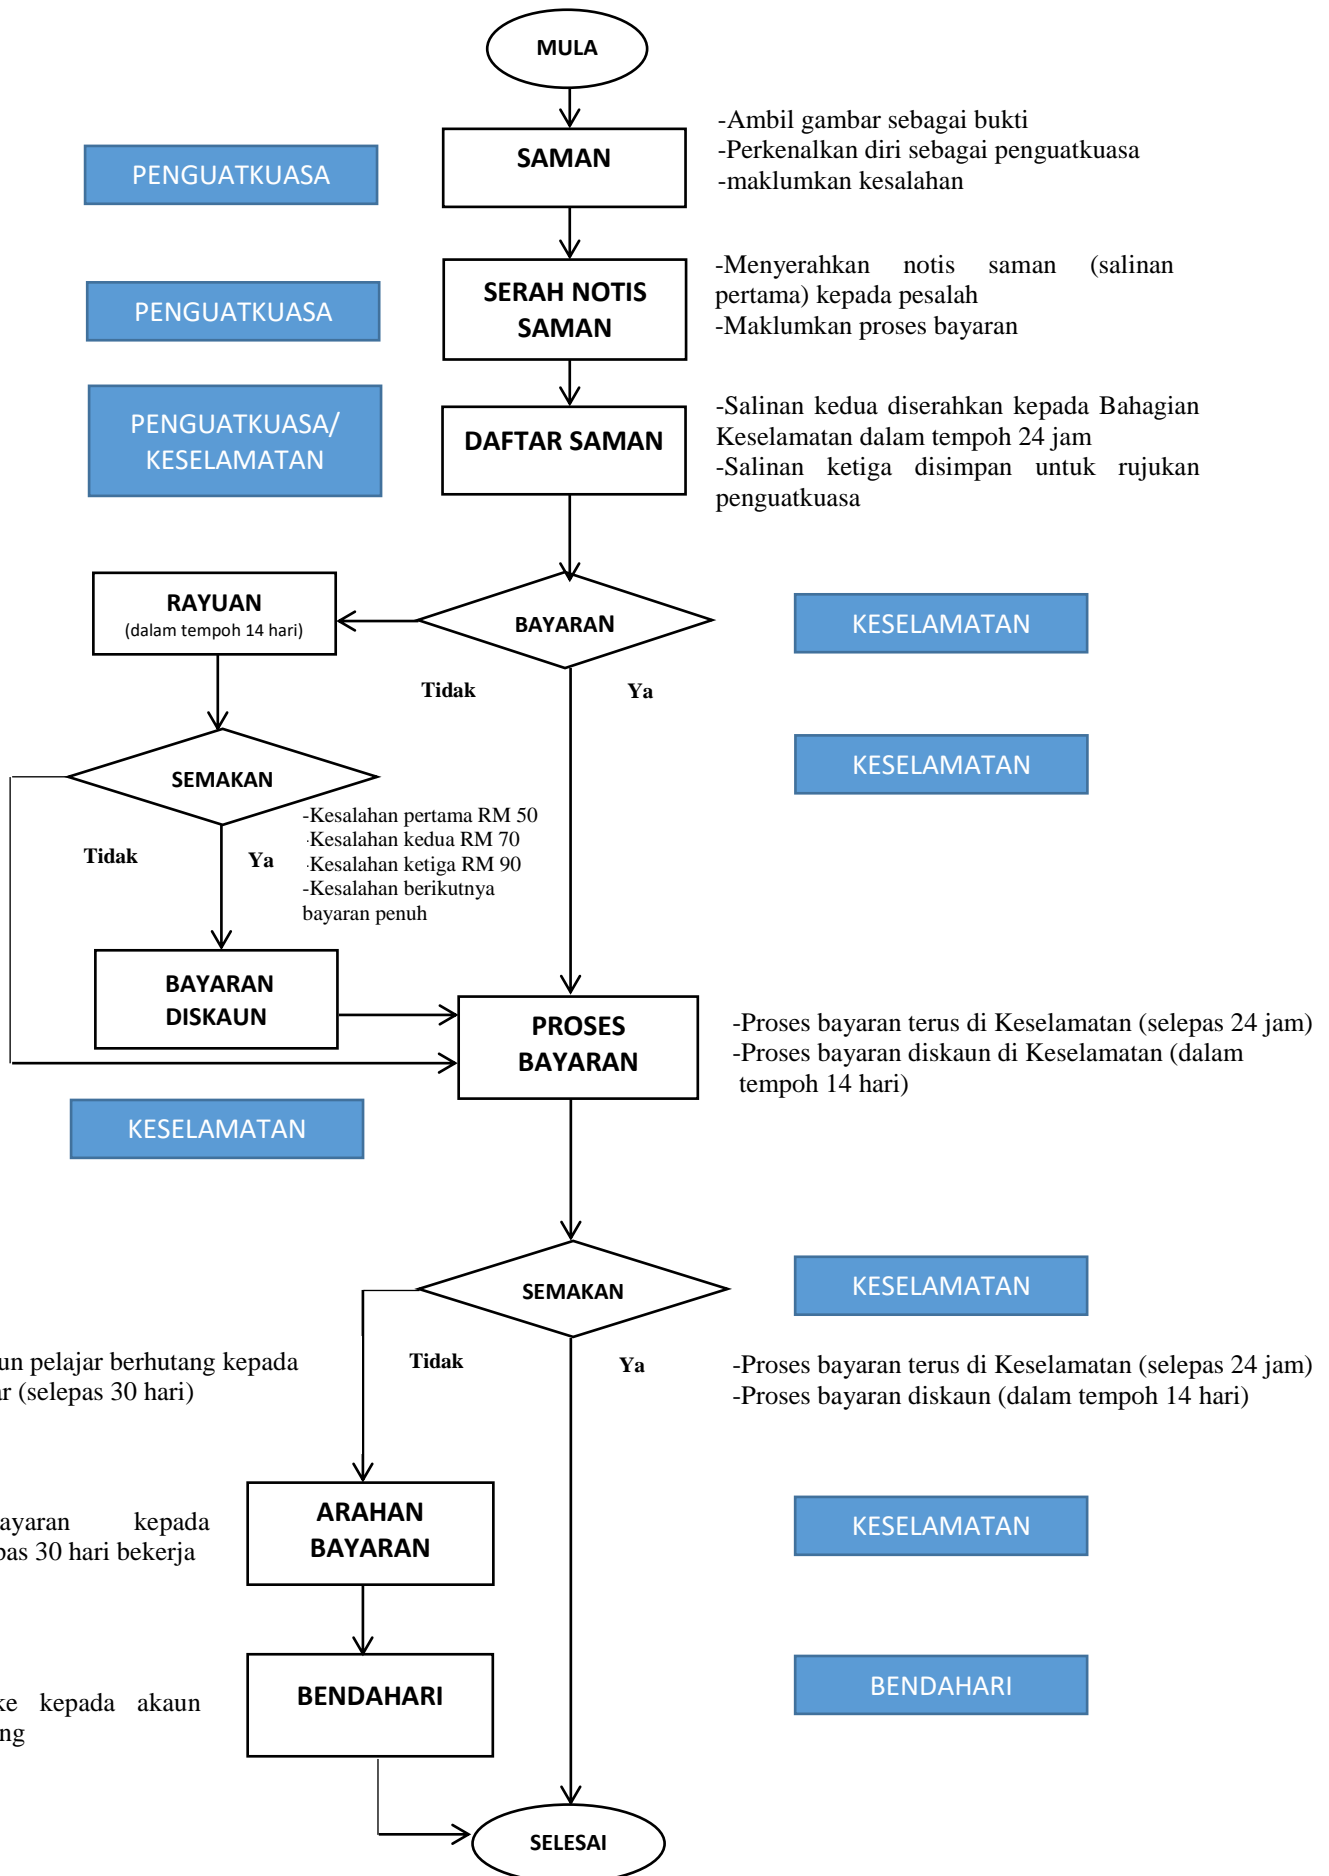 MULA
-Ambil gambar sebagai bukti
-Perkenalkan diri sebagai penguatkuasa
-maklumkan kesalahan
PENGUATKUASA
SAMAN
-Menyerahkan notis saman (salinan
pertama) kepada pesalah
-Maklumkan proses bayaran
PENGUATKUASA
SERAH NOTIS
SAMAN
PENGUATKUASA/
KESELAMATAN
DAFTAR SAMAN
-Salinan kedua diserahkan kepada Bahagian
Keselamatan dalam tempoh 24 jam
-Salinan ketiga disimpan untuk rujukan
penguatkuasa
RAYUAN
(dalam tempoh 14 hari)
BAYARAN
KESELAMATAN
Tidak
Ya
SEMAKAN
KESELAMATAN
-Kesalahan pertama RM 50
-Kesalahan kedua RM 70
-Kesalahan ketiga RM 90
-Kesalahan berikutnya
bayaran penuh
Tidak
Ya
BAYARAN
DISKAUN
PROSES
BAYARAN
-Proses bayaran terus di Keselamatan (selepas 24 jam)
-Proses bayaran diskaun di Keselamatan (dalam
tempoh 14 hari)
KESELAMATAN
SEMAKAN
KESELAMATAN
un pelajar berhutang kepada
ar (selepas 30 hari)
Tidak
Ya
-Proses bayaran terus di Keselamatan (selepas 24 jam)
-Proses bayaran diskaun (dalam tempoh 14 hari)
ayaran kepada
pas 30 hari bekerja
ARAHAN
BAYARAN
KESELAMATAN
ke kepada akaun
ng
BENDAHARI
BENDAHARI
SELESAI